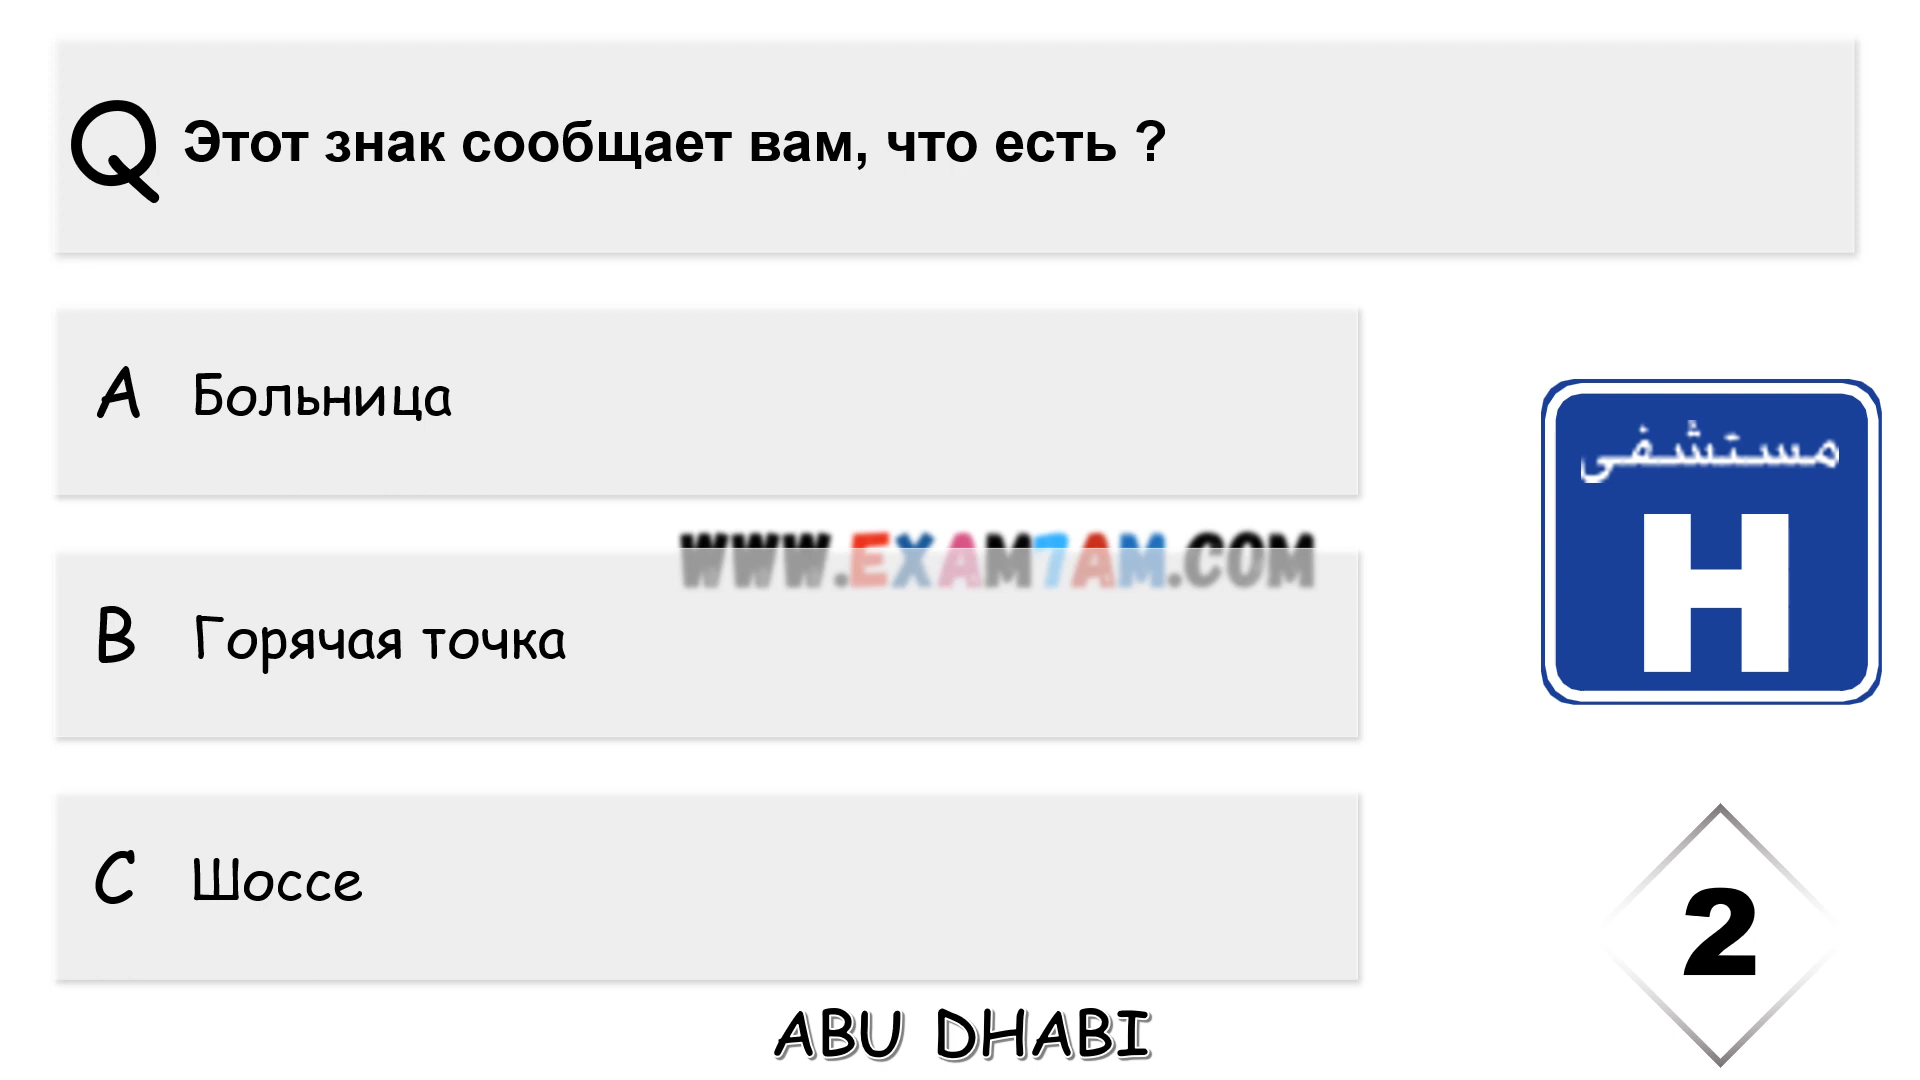 Q Этот знак сообщает вам, что есть ?
A Больница
WWW.EXAM7AM.COM
B Горячая точка
C Шоссе
مستشفى
H
2
ABU DHABI